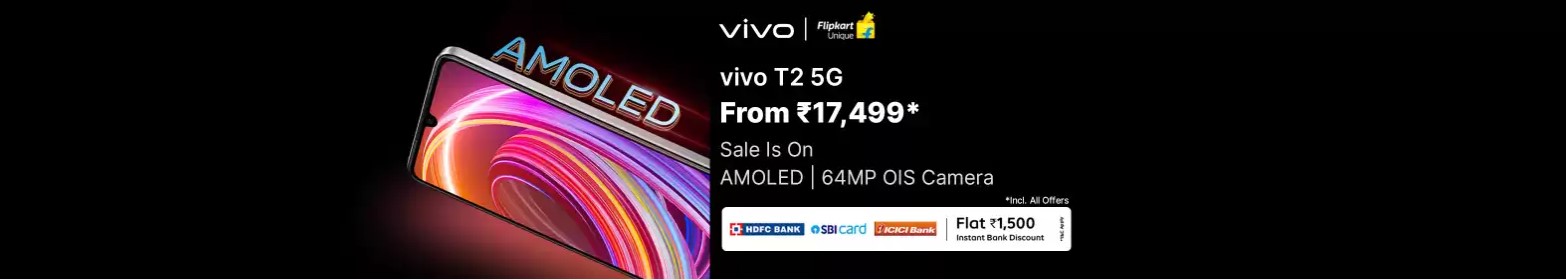 AMOLED
vivo | Flipkart
Unique
vivo T2 5G
From ₹17,499*
Sale Is On
AMOLED | 64MP OIS Camera
*Incl. All Offers
HDFC BANK SBI card ICICI Bank | Flat ₹1,500
Instant Bank Discount
*T&C Apply